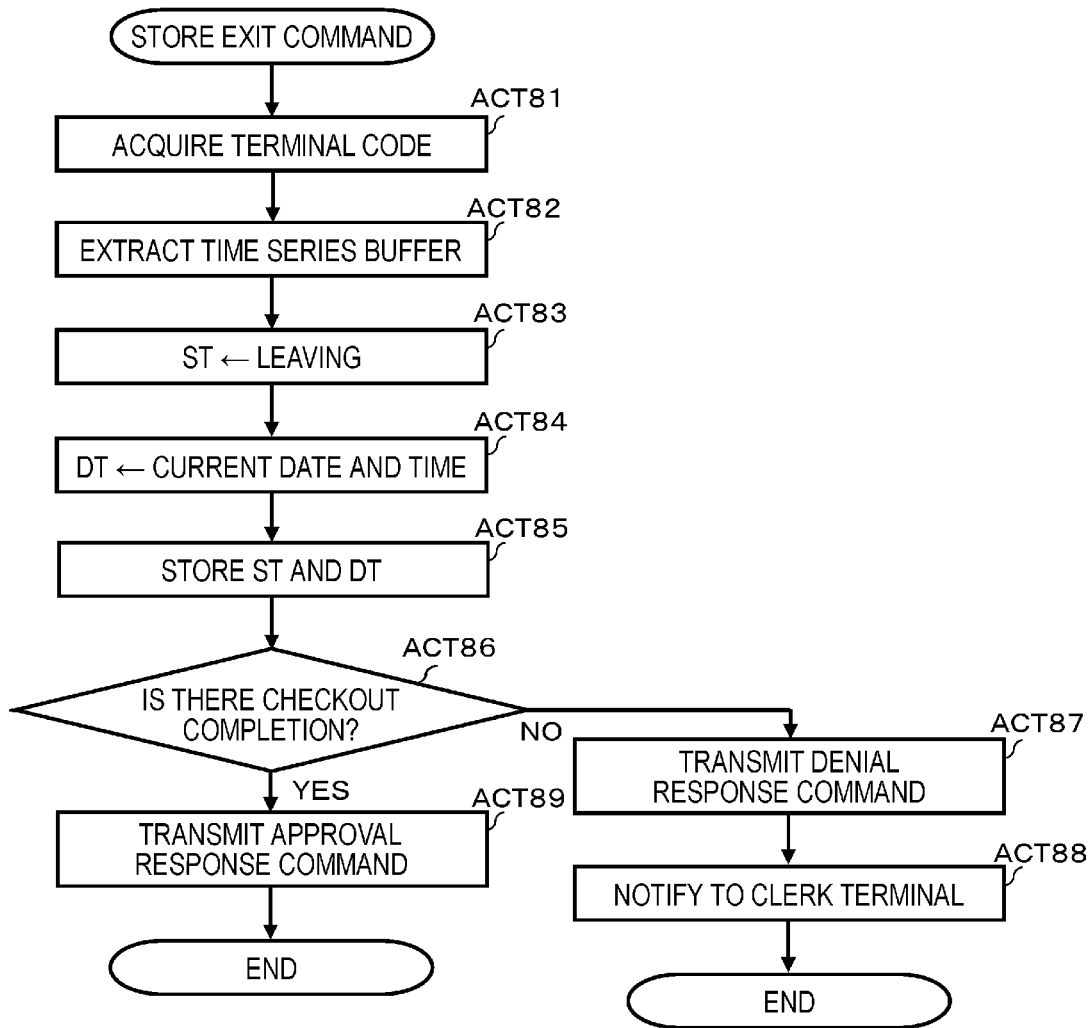 STORE EXIT COMMAND
ACT81
ACQUIRE TERMINAL CODE
ACT82
EXTRACT TIME SERIES BUFFER
ACT83
ST ← LEAVING
ACT84
DT ← CURRENT DATE AND TIME
ACT85
STORE ST AND DT
ACT86
IS THERE CHECKOUT
COMPLETION?
NO
YES
ACT87
TRANSMIT DENIAL
RESPONSE COMMAND
ACT88
NOTIFY TO CLERK TERMINAL
END
ACT89
TRANSMIT APPROVAL
RESPONSE COMMAND
END